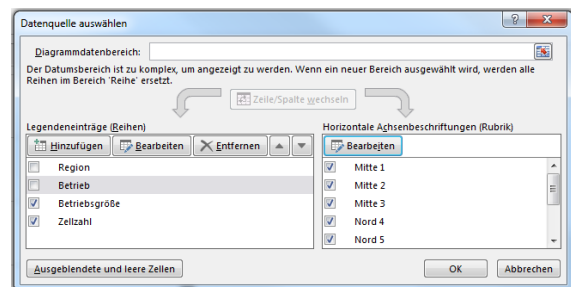 Datenquelle auswählen
Diagrammdatenbereich:
Der Datumsbereich ist zu komplex, um angezeigt zu werden. Wenn ein neuer Bereich ausgewählt wird, werden alle
Reihen im Bereich 'Reihe' ersetzt.
Zeile/Spalte wechseln
Legendeneinträge (Reihen)
Horizontale Achsenbeschriftungen (Rubrik)
Hinzufügen Bearbeiten Entfernen
Bearbeiten
Region
Mitte 1
Betrieb
Mitte 2
Betriebsgröße
Mitte 3
Zellzahl
Nord 4
Nord 5
Ausgeblendete und leere Zellen
OK Abbrechen